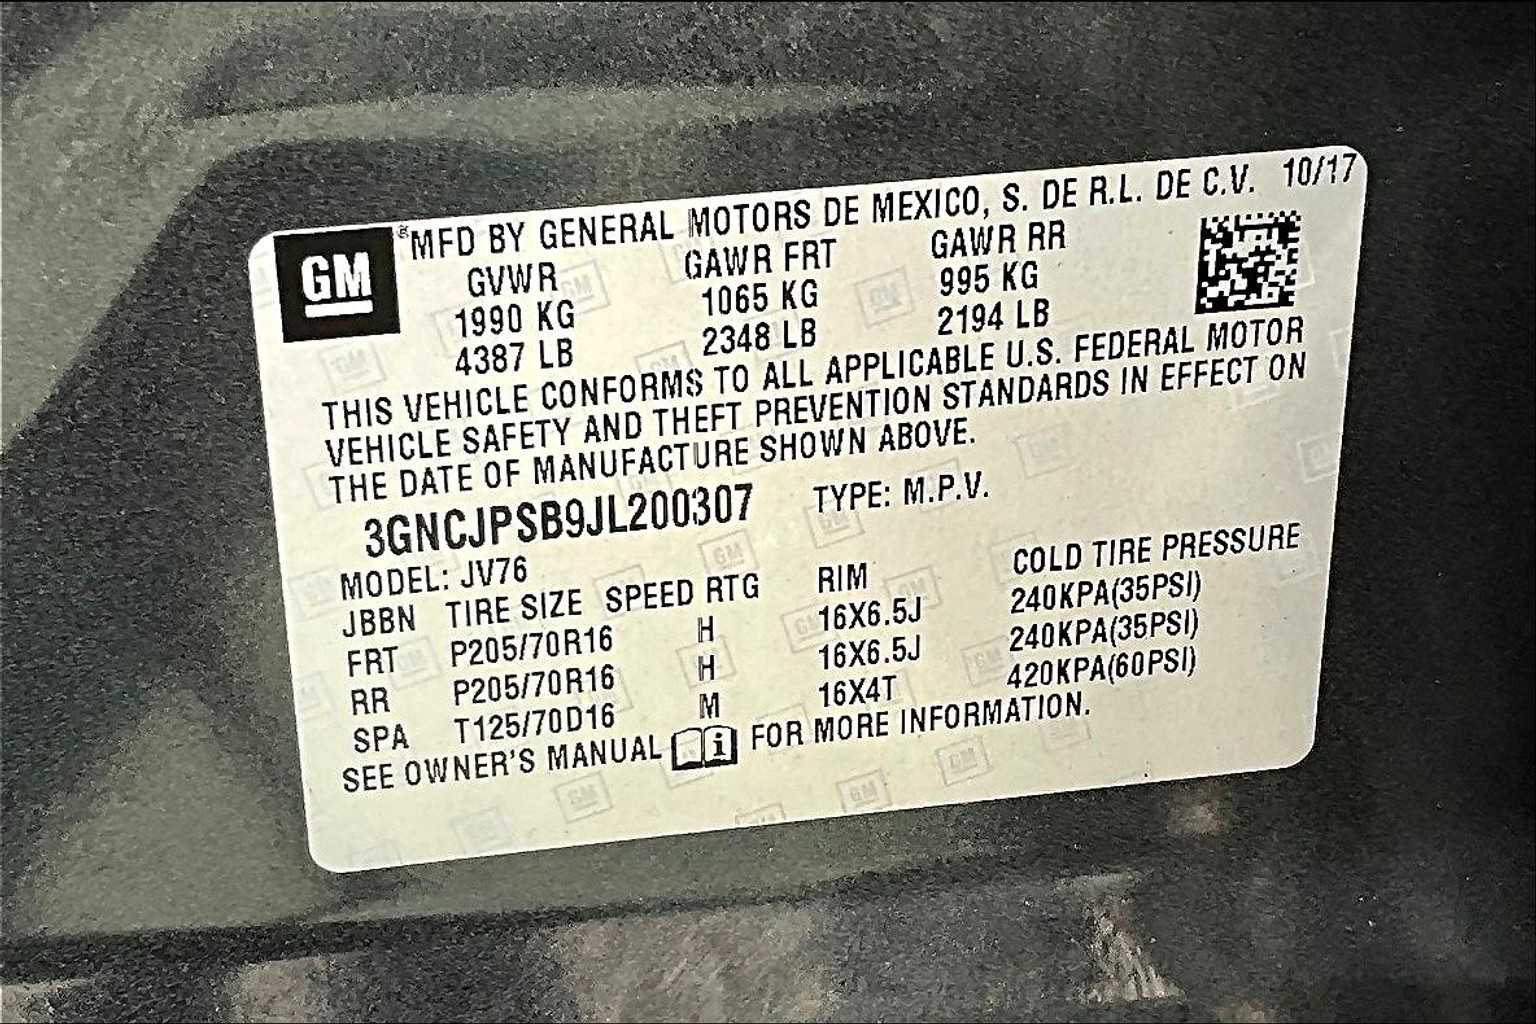 GM ®MFD BY GENERAL MOTORS DE MEXICO, S. DE R.L. DE C.V. 10/17
GVWR GAWR FRT GAWR RR
1990 KG 1065 KG 995 KG
4387 LB 2348 LB 2194 LB
THIS VEHICLE CONFORMS TO ALL APPLICABLE U.S. FEDERAL MOTOR
VEHICLE SAFETY AND THEFT PREVENTION STANDARDS IN EFFECT ON
THE DATE OF MANUFACTURE SHOWN ABOVE.
3GNCJPSB9JL200307 TYPE: M.P.V.
MODEL: JV76
JBBN TIRE SIZE SPEED RTG RIM COLD TIRE PRESSURE
FRT P205/70R16 H 16X6.5J 240KPA(35PSI)
RR P205/70R16 H 16X6.5J 240KPA(35PSI)
SPA T125/70D16 M 16X4T 420KPA(60PSI)
SEE OWNER'S MANUAL i FOR MORE INFORMATION.